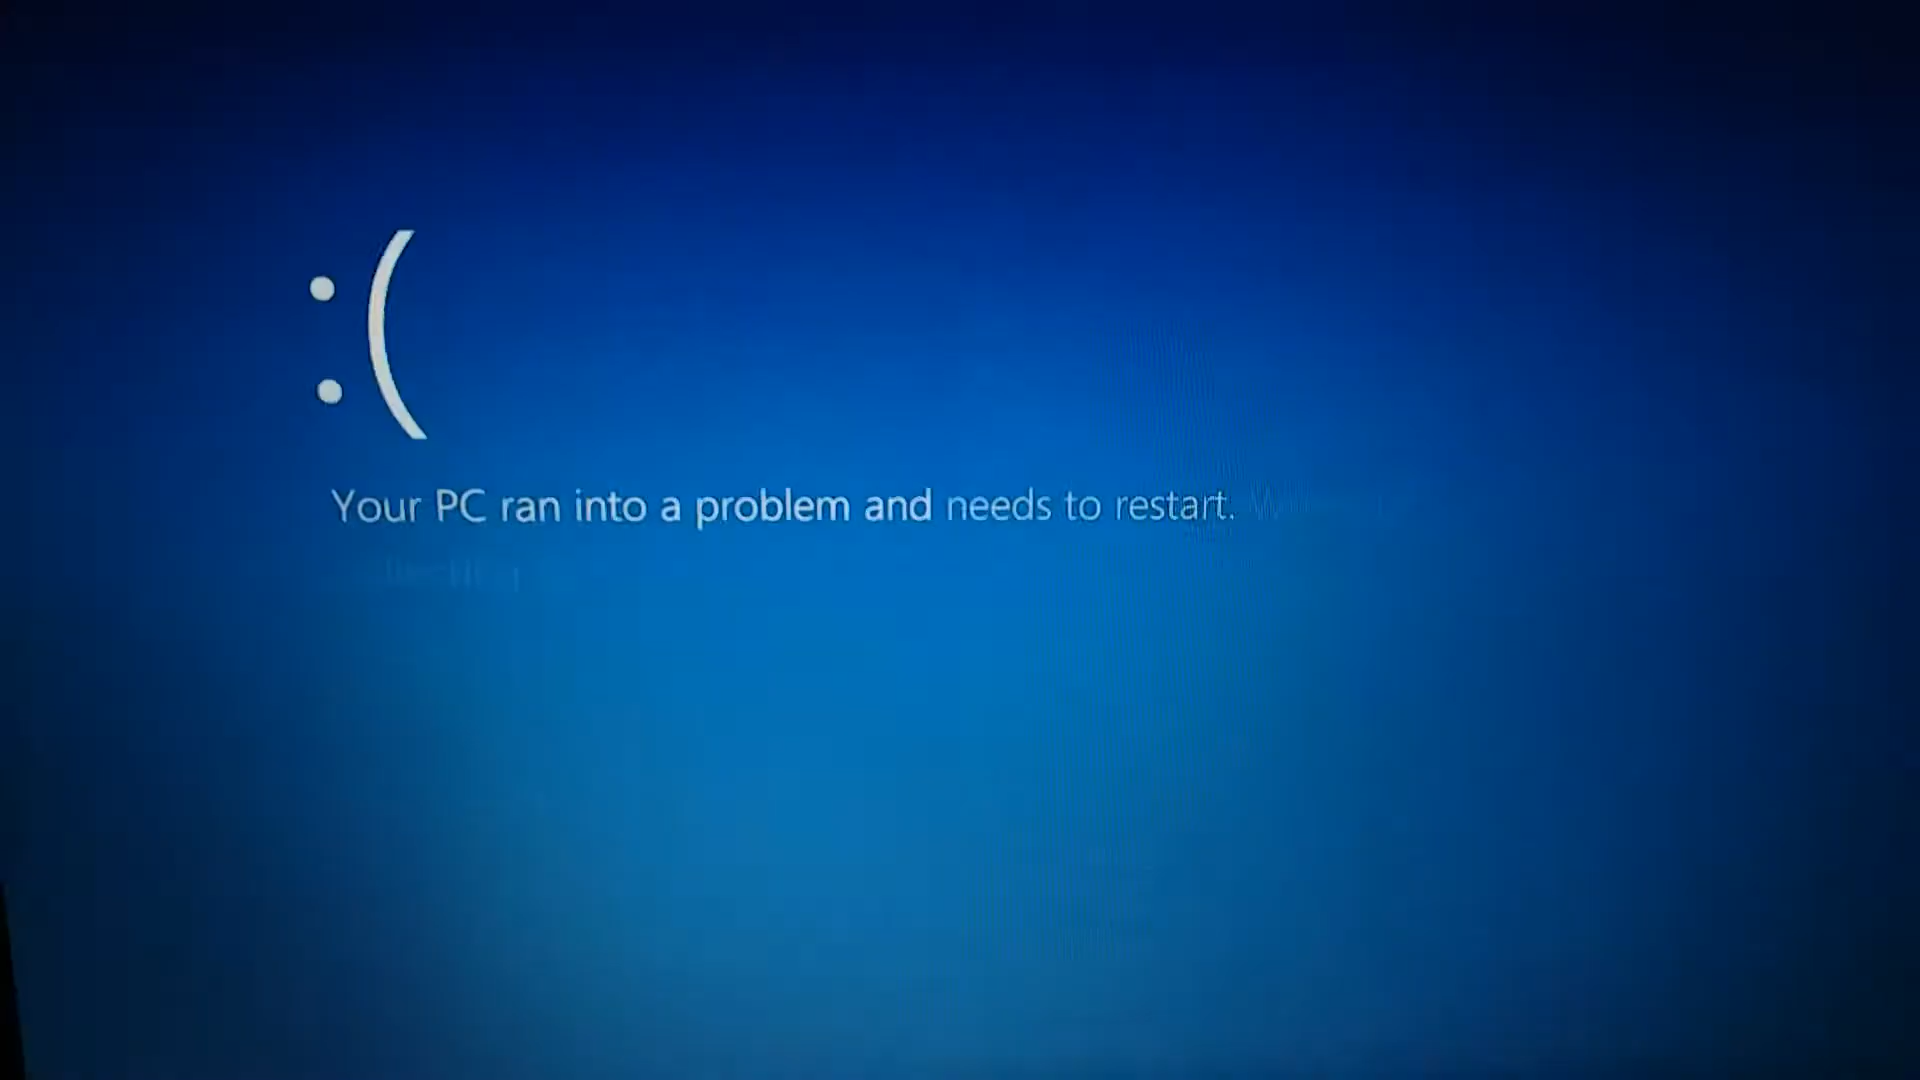 :(
Your PC ran into a problem and needs to restart.